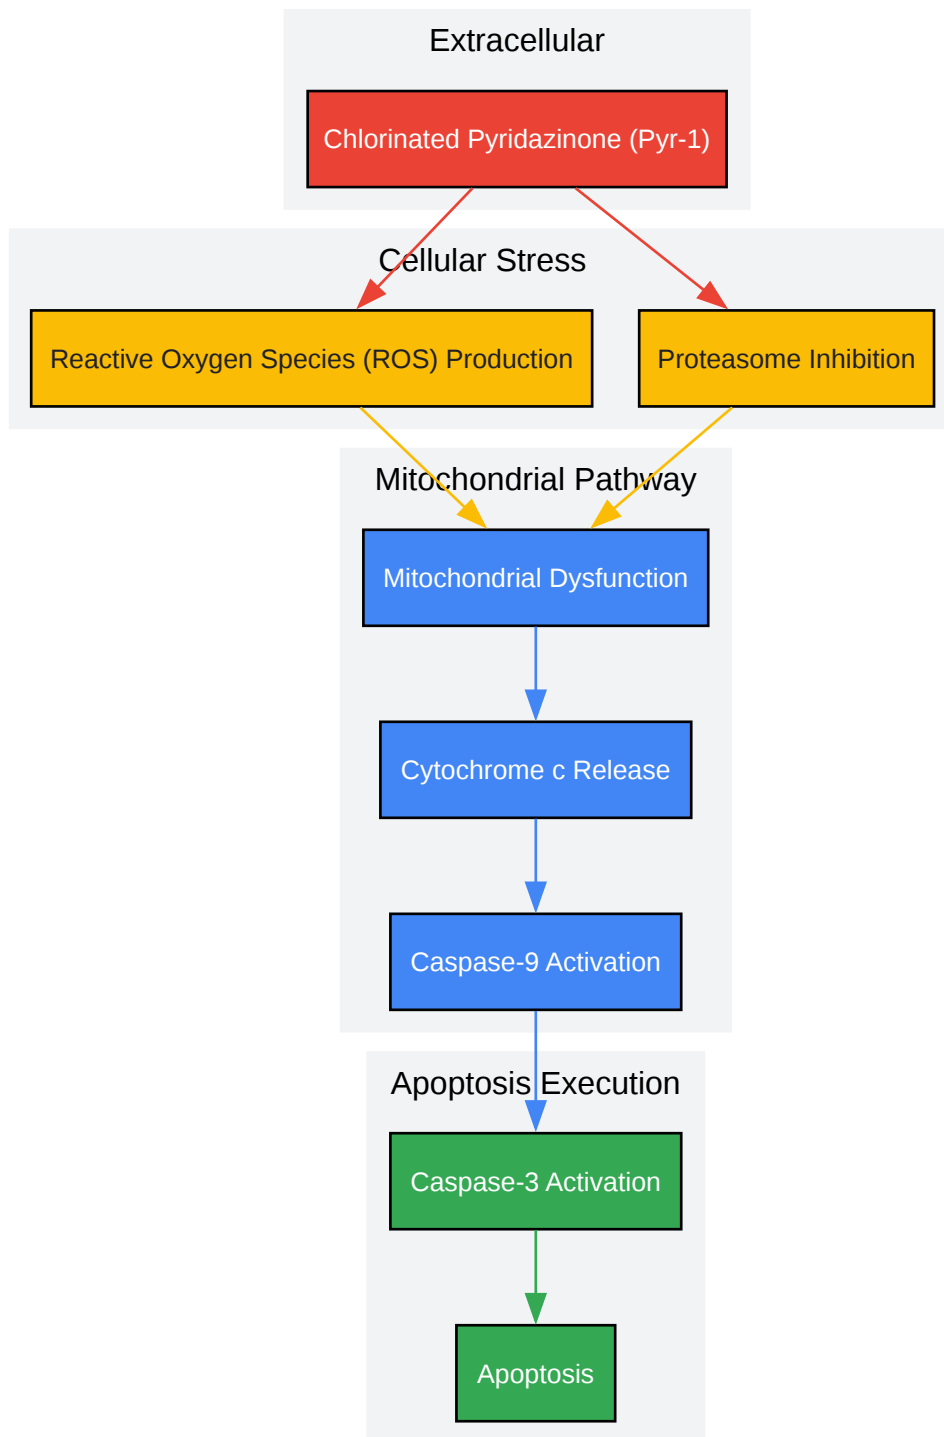 Extracellular
Chlorinated Pyridazinone (Pyr-1)
Cellular Stress
Reactive Oxygen Species (ROS) Production
Proteasome Inhibition
Mitochondrial Pathway
Mitochondrial Dysfunction
Cytochrome c Release
Caspase-9 Activation
Apoptosis Execution
Caspase-3 Activation
Apoptosis